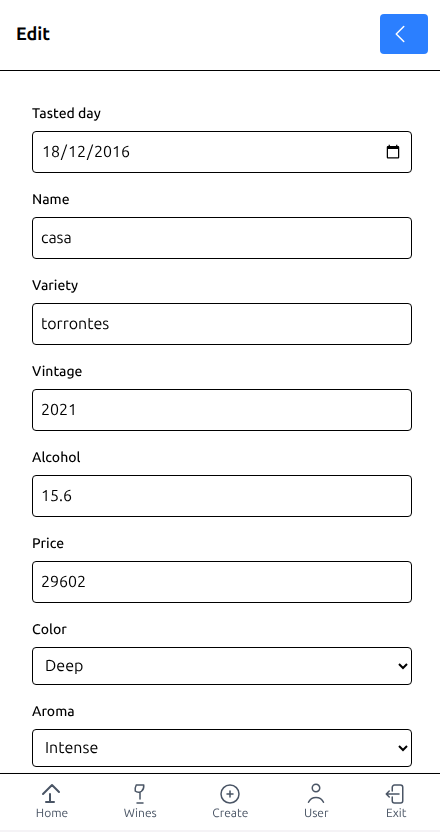 Edit
Tasted day
18/12/2016
Name
casa
Variety
torrontes
Vintage
2021
Alcohol
15.6
Price
29602
Color
Deep
Aroma
Intense
Home Wines Create User Exit